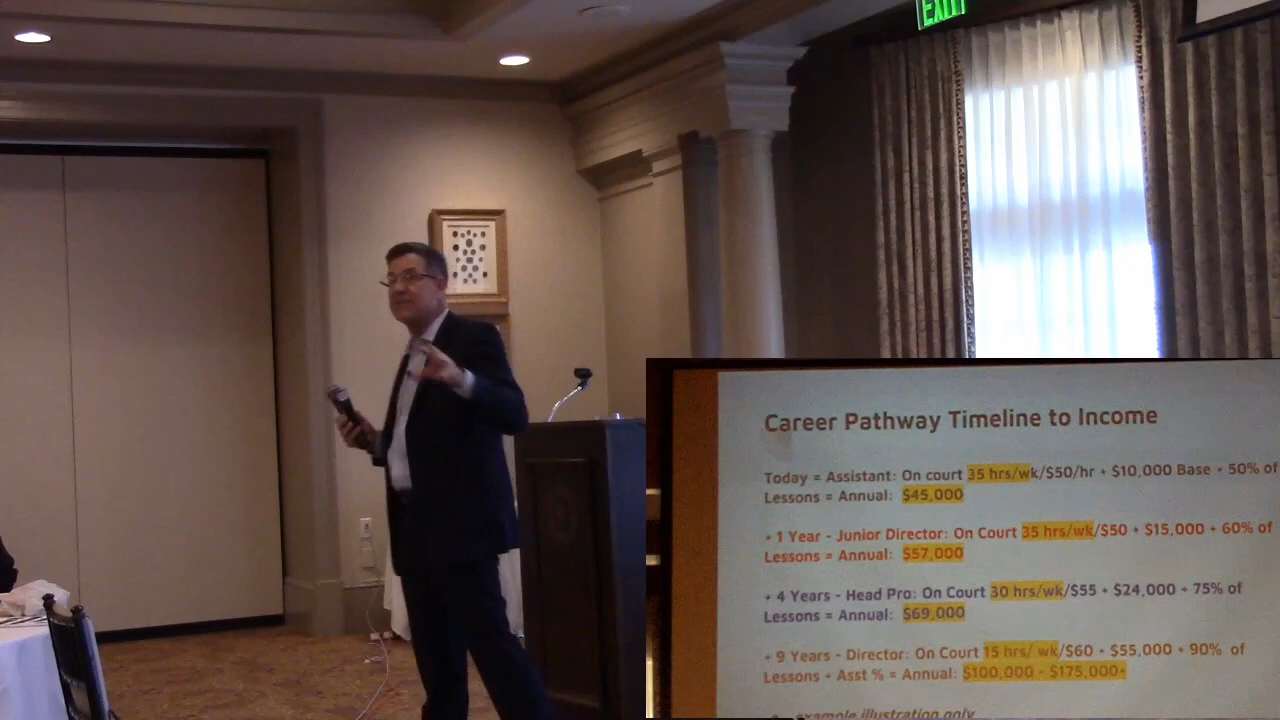 EXIT
Career Pathway Timeline to Income
Today = Assistant: On court 35 hrs/wk/$50/hr + $10,000 Base + 50% of
Lessons = Annual: $45,000
+ 1 Year - Junior Director: On Court 35 hrs/wk/$50 + $15,000 + 60% of
Lessons = Annual: $57,000
+ 4 Years - Head Pro: On Court 30 hrs/wk/$55 + $24,000 + 75% of
Lessons = Annual: $69,000
+ 9 Years - Director: On Court 15 hrs/ wk/$60 + $55,000 + 90% of
Lessons + Asst % = Annual: $100,000 - $175,000+
example illustration only